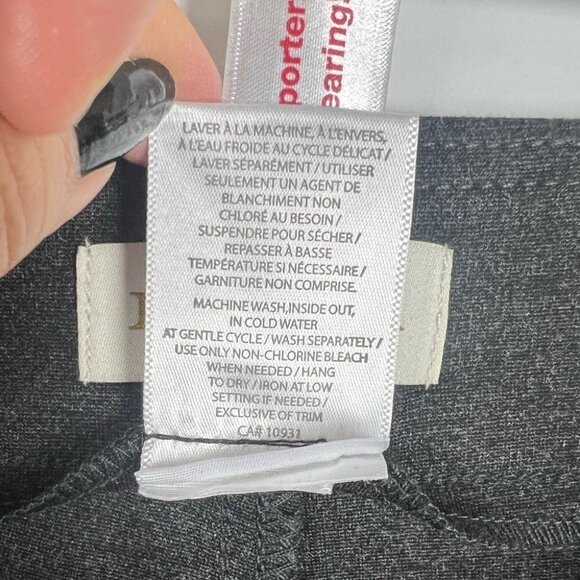 porter
earing
LAVER À LA MACHINE, À L'ENVERS,
À L'EAU FROIDE AU CYCLE DÉLICAT /
LAVER SÉPARÉMENT / UTILISER
SEULEMENT UN AGENT DE
BLANCHIMENT NON
CHLORÉ AU BESOIN /
SUSPENDRE POUR SÉCHER /
REPASSER À BASSE
TEMPÉRATURE SI NÉCESSAIRE /
GARNITURE NON COMPRISE.
MACHINE WASH,INSIDE OUT,
IN COLD WATER
AT GENTLE CYCLE / WASH SEPARATELY /
USE ONLY NON-CHLORINE BLEACH
WHEN NEEDED / HANG
TO DRY / IRON AT LOW
SETTING IF NEEDED /
EXCLUSIVE OF TRIM
CA# 10931